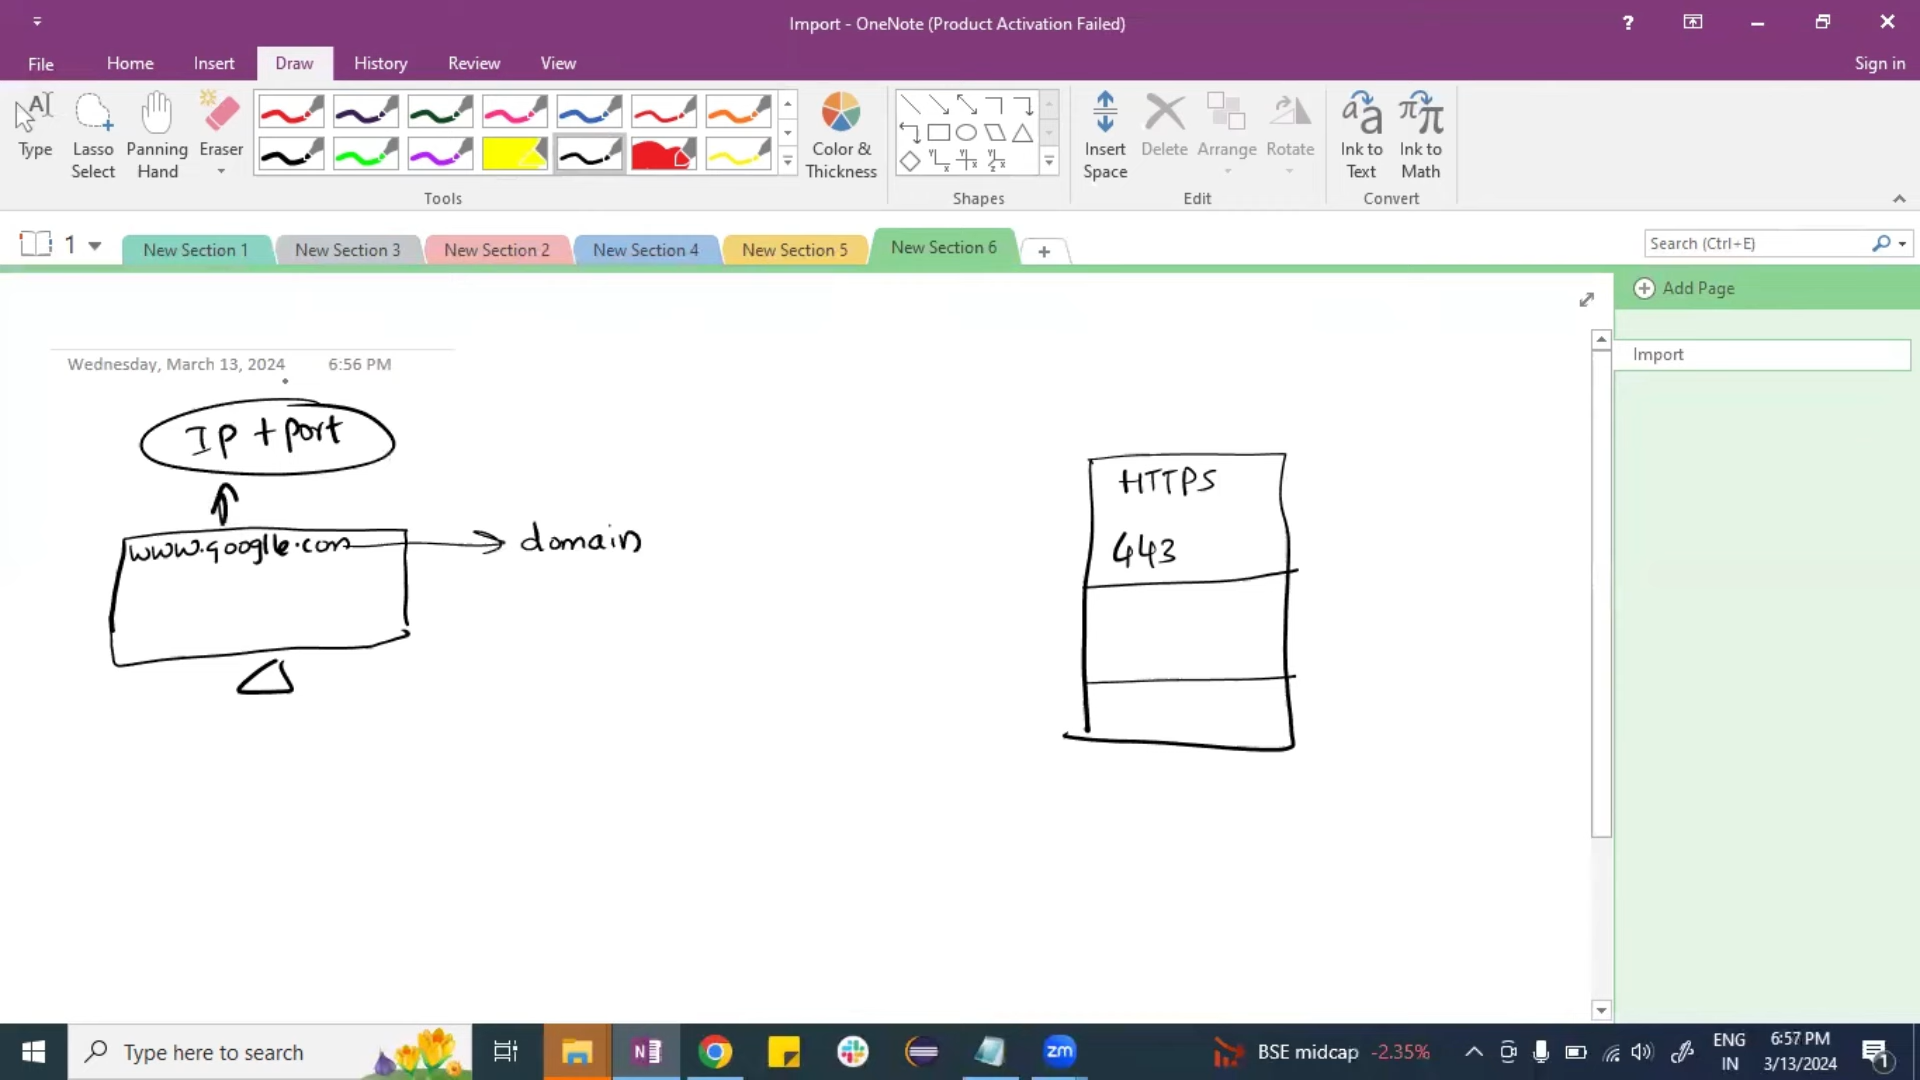 Import - OneNote (Product Activation Failed)
File Home Insert Draw History Review View Sign in
Type
Lasso Select
Panning Hand
Eraser
Color & Thickness
Insert Space
Delete
Arrange
Rotate
Ink to Text
Ink to Math
Tools Shapes Edit Convert
1 New Section 1 New Section 3 New Section 2 New Section 4 New Section 5 New Section 6 Search (Ctrl+E)
Add Page
Import
Wednesday, March 13, 2024 6:56 PM
IP + port
www.google.com domain
HTTPS
443
Type here to search
zm
BSE midcap -2.35%
ENG
IN
6:57 PM
3/13/2024
1